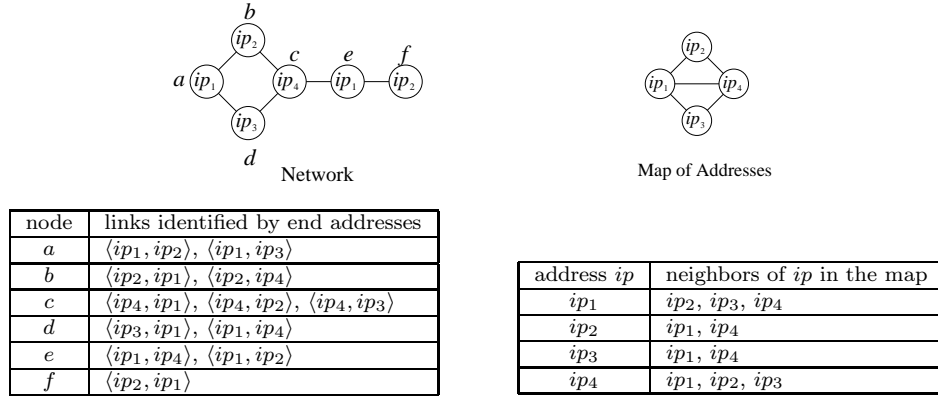 b
ip₂
c e f
a ip₁ ip₄ ip₁ ip₂
ip₃
d
Network
ip₂
ip₁ ip₄
ip₃
Map of Addresses
node links identified by end addresses
a ⟨ip₁, ip₂⟩, ⟨ip₁, ip₃⟩
b ⟨ip₂, ip₁⟩, ⟨ip₂, ip₄⟩
c ⟨ip₄, ip₁⟩, ⟨ip₄, ip₂⟩, ⟨ip₄, ip₃⟩
d ⟨ip₃, ip₁⟩, ⟨ip₁, ip₄⟩
e ⟨ip₁, ip₄⟩, ⟨ip₁, ip₂⟩
f ⟨ip₂, ip₁⟩
address ip neighbors of ip in the map
ip₁ ip₂, ip₃, ip₄
ip₂ ip₁, ip₄
ip₃ ip₁, ip₄
ip₄ ip₁, ip₂, ip₃